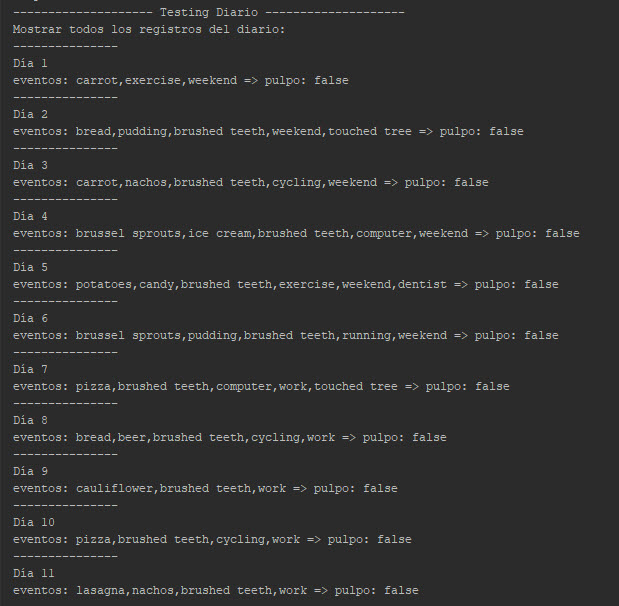 -------------------- Testing Diario --------------------
Mostrar todos los registros del diario:
---------------
Día 1
eventos: carrot,exercise,weekend => pulpo: false
---------------
Día 2
eventos: bread,pudding,brushed teeth,weekend,touched tree => pulpo: false
---------------
Día 3
eventos: carrot,nachos,brushed teeth,cycling,weekend => pulpo: false
---------------
Día 4
eventos: brussel sprouts,ice cream,brushed teeth,computer,weekend => pulpo: false
---------------
Día 5
eventos: potatoes,candy,brushed teeth,exercise,weekend,dentist => pulpo: false
---------------
Día 6
eventos: brussel sprouts,pudding,brushed teeth,running,weekend => pulpo: false
---------------
Día 7
eventos: pizza,brushed teeth,computer,work,touched tree => pulpo: false
---------------
Día 8
eventos: bread,beer,brushed teeth,cycling,work => pulpo: false
---------------
Día 9
eventos: cauliflower,brushed teeth,work => pulpo: false
---------------
Día 10
eventos: pizza,brushed teeth,cycling,work => pulpo: false
---------------
Día 11
eventos: lasagna,nachos,brushed teeth,work => pulpo: false